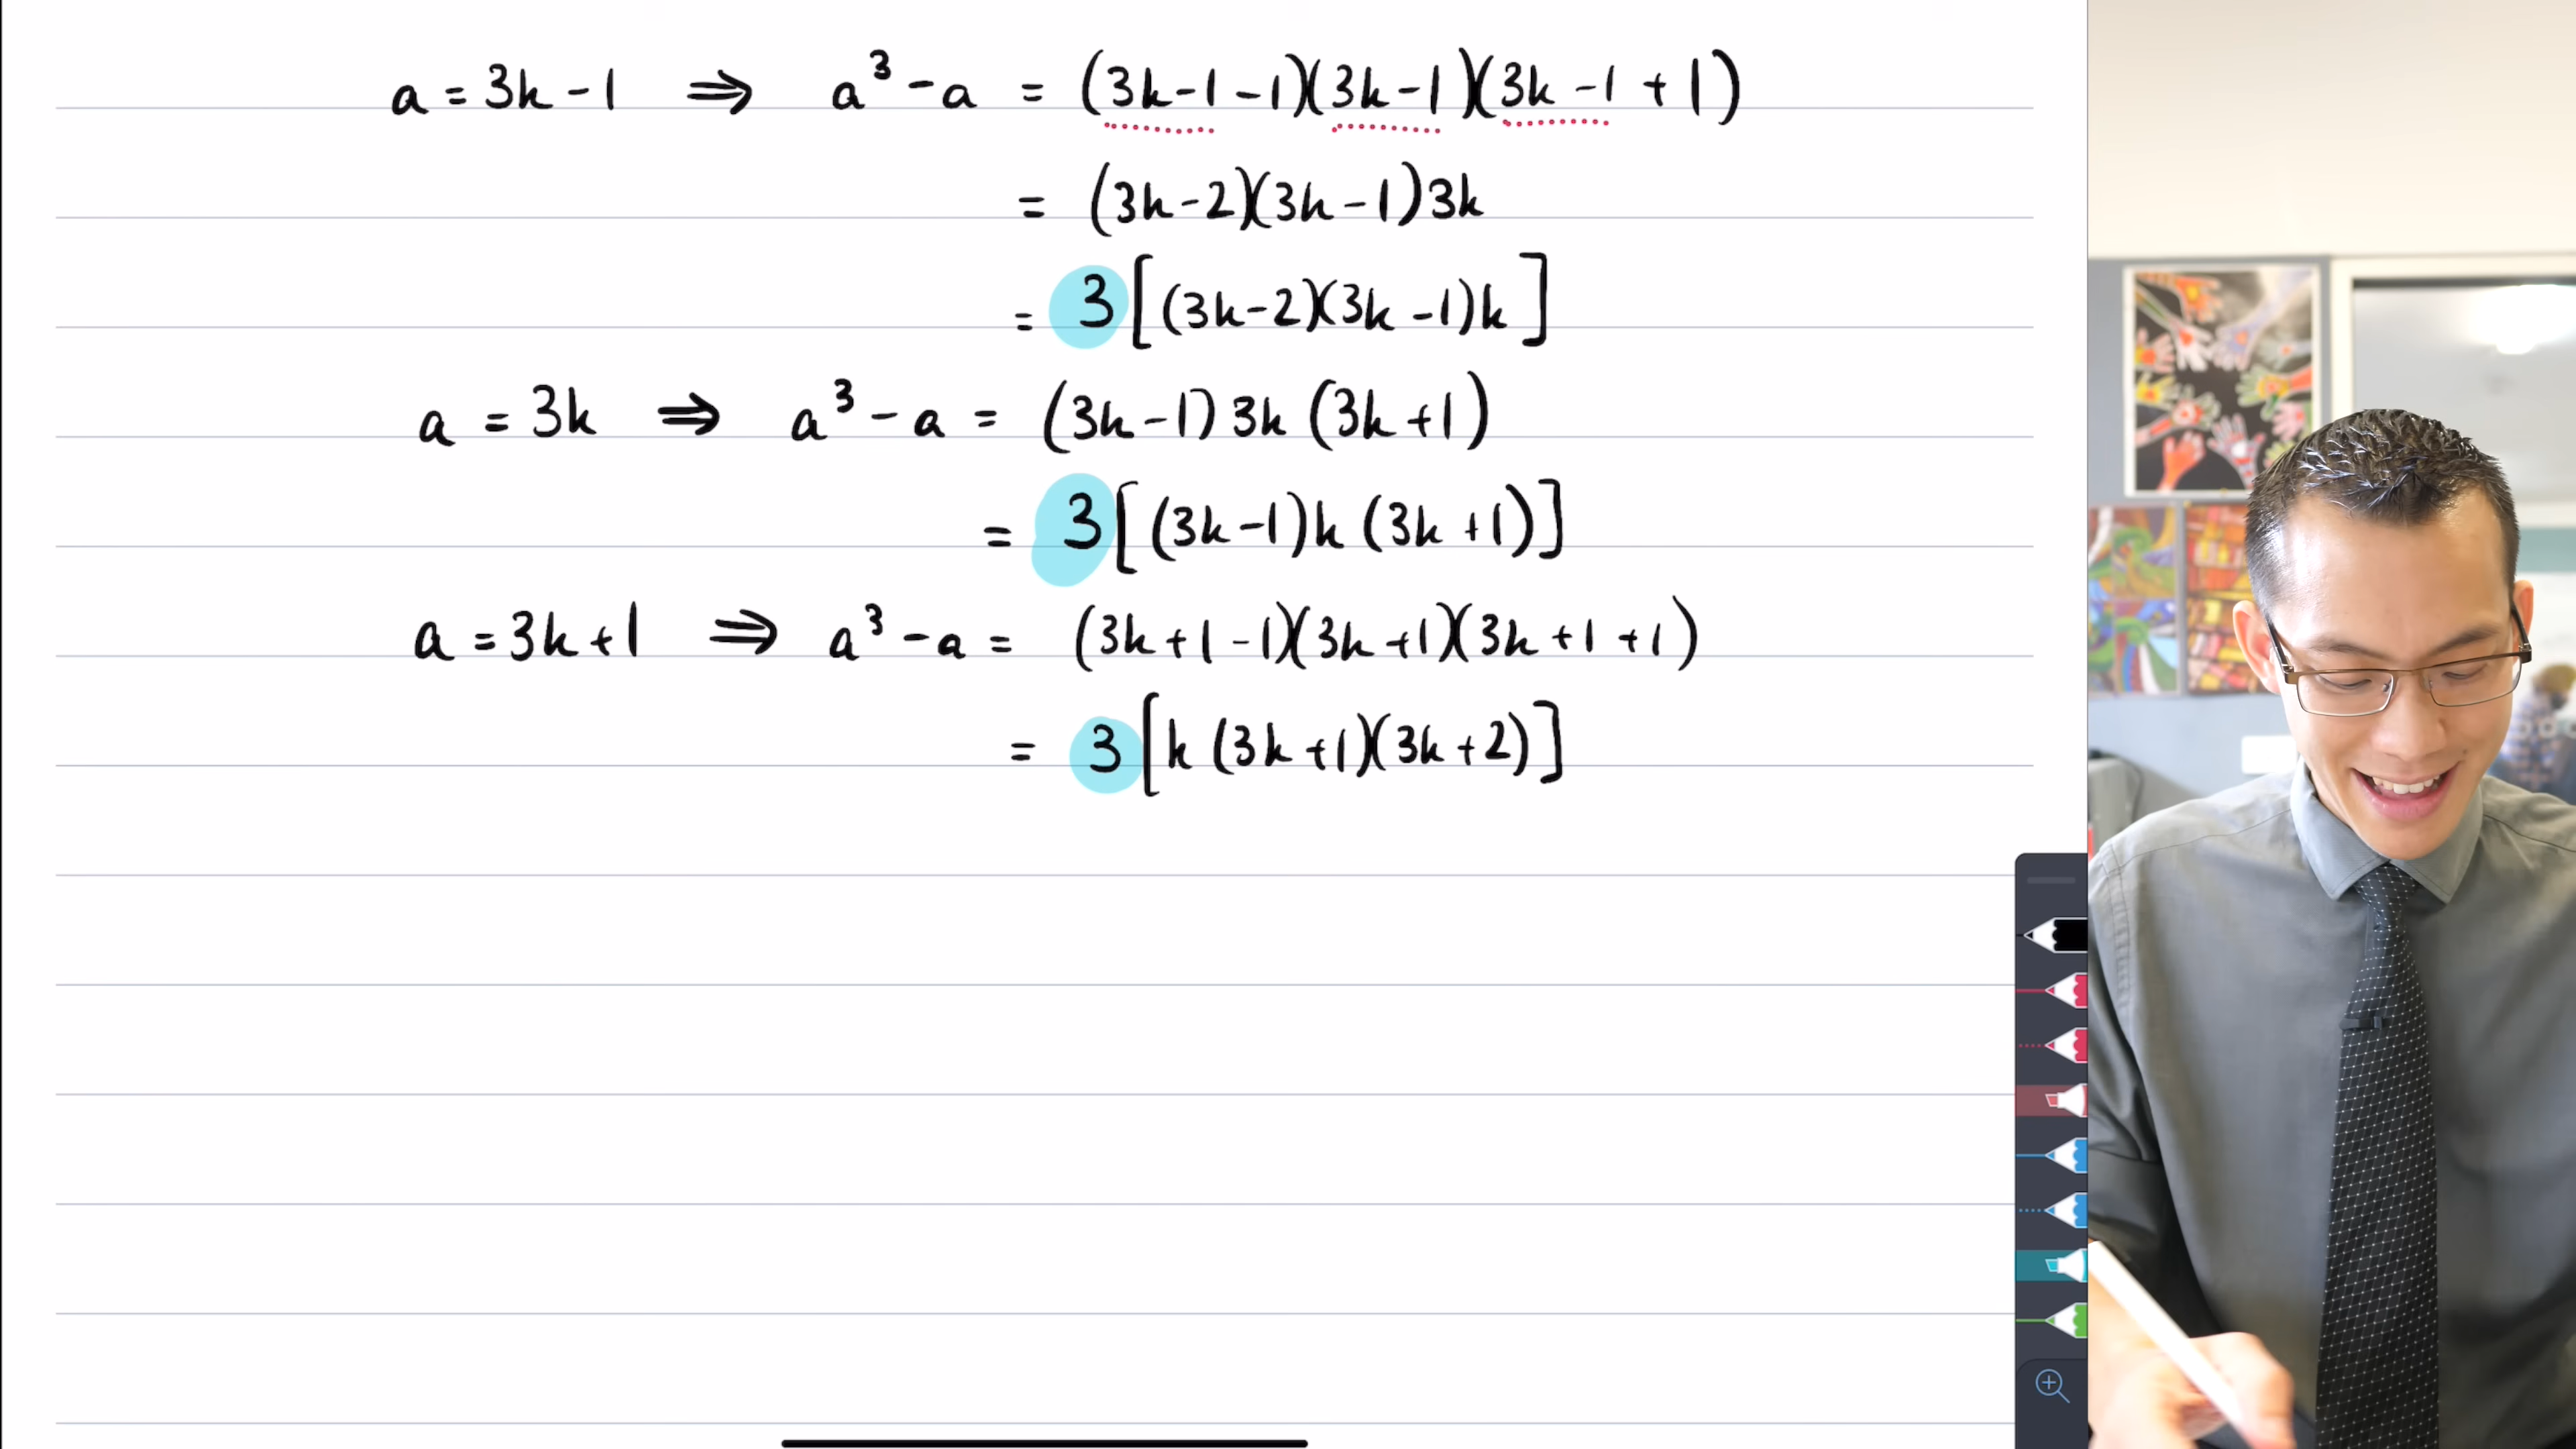 a = 3k - 1 ⇒ a³ - a = (3k-1-1)(3k-1)(3k-1+1)
= (3k-2)(3k-1)3k
= 3[(3k-2)(3k-1)k]
a = 3k ⇒ a³ - a = (3k-1)3k(3k+1)
= 3[(3k-1)k(3k+1)]
a = 3k+1 ⇒ a³ - a = (3k+1-1)(3k+1)(3k+1+1)
= 3[k(3k+1)(3k+2)]